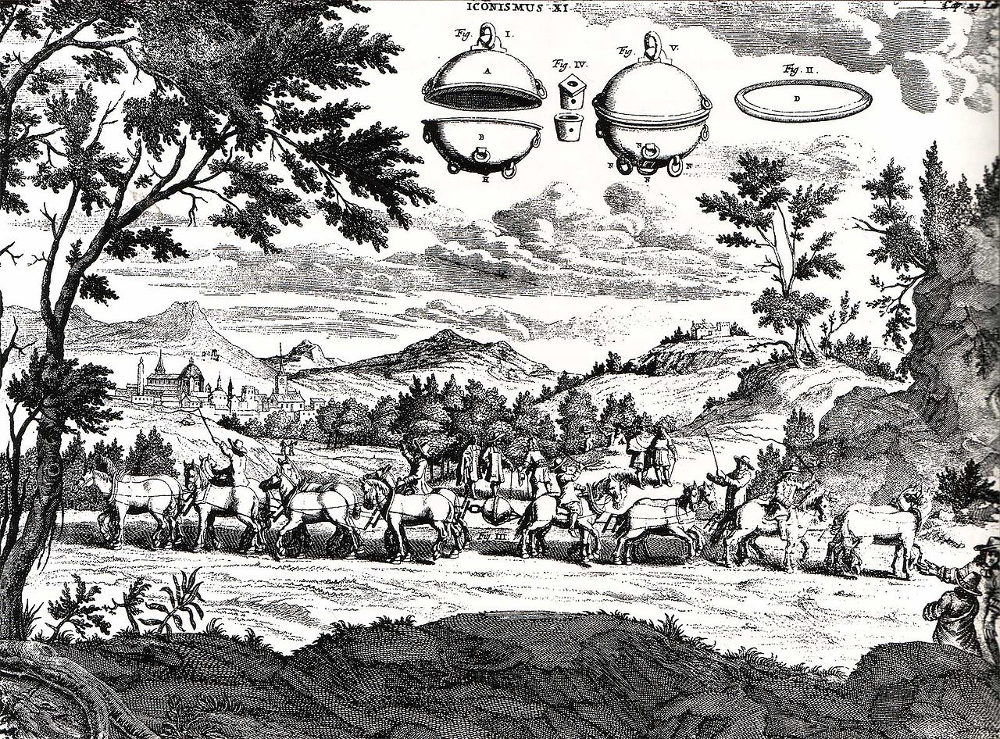 ICONISMUS XI
Fig. I.
A
B
H
Fig. IV.
Fig. V.
N
N
N
N
Fig. II.
D
Fig III